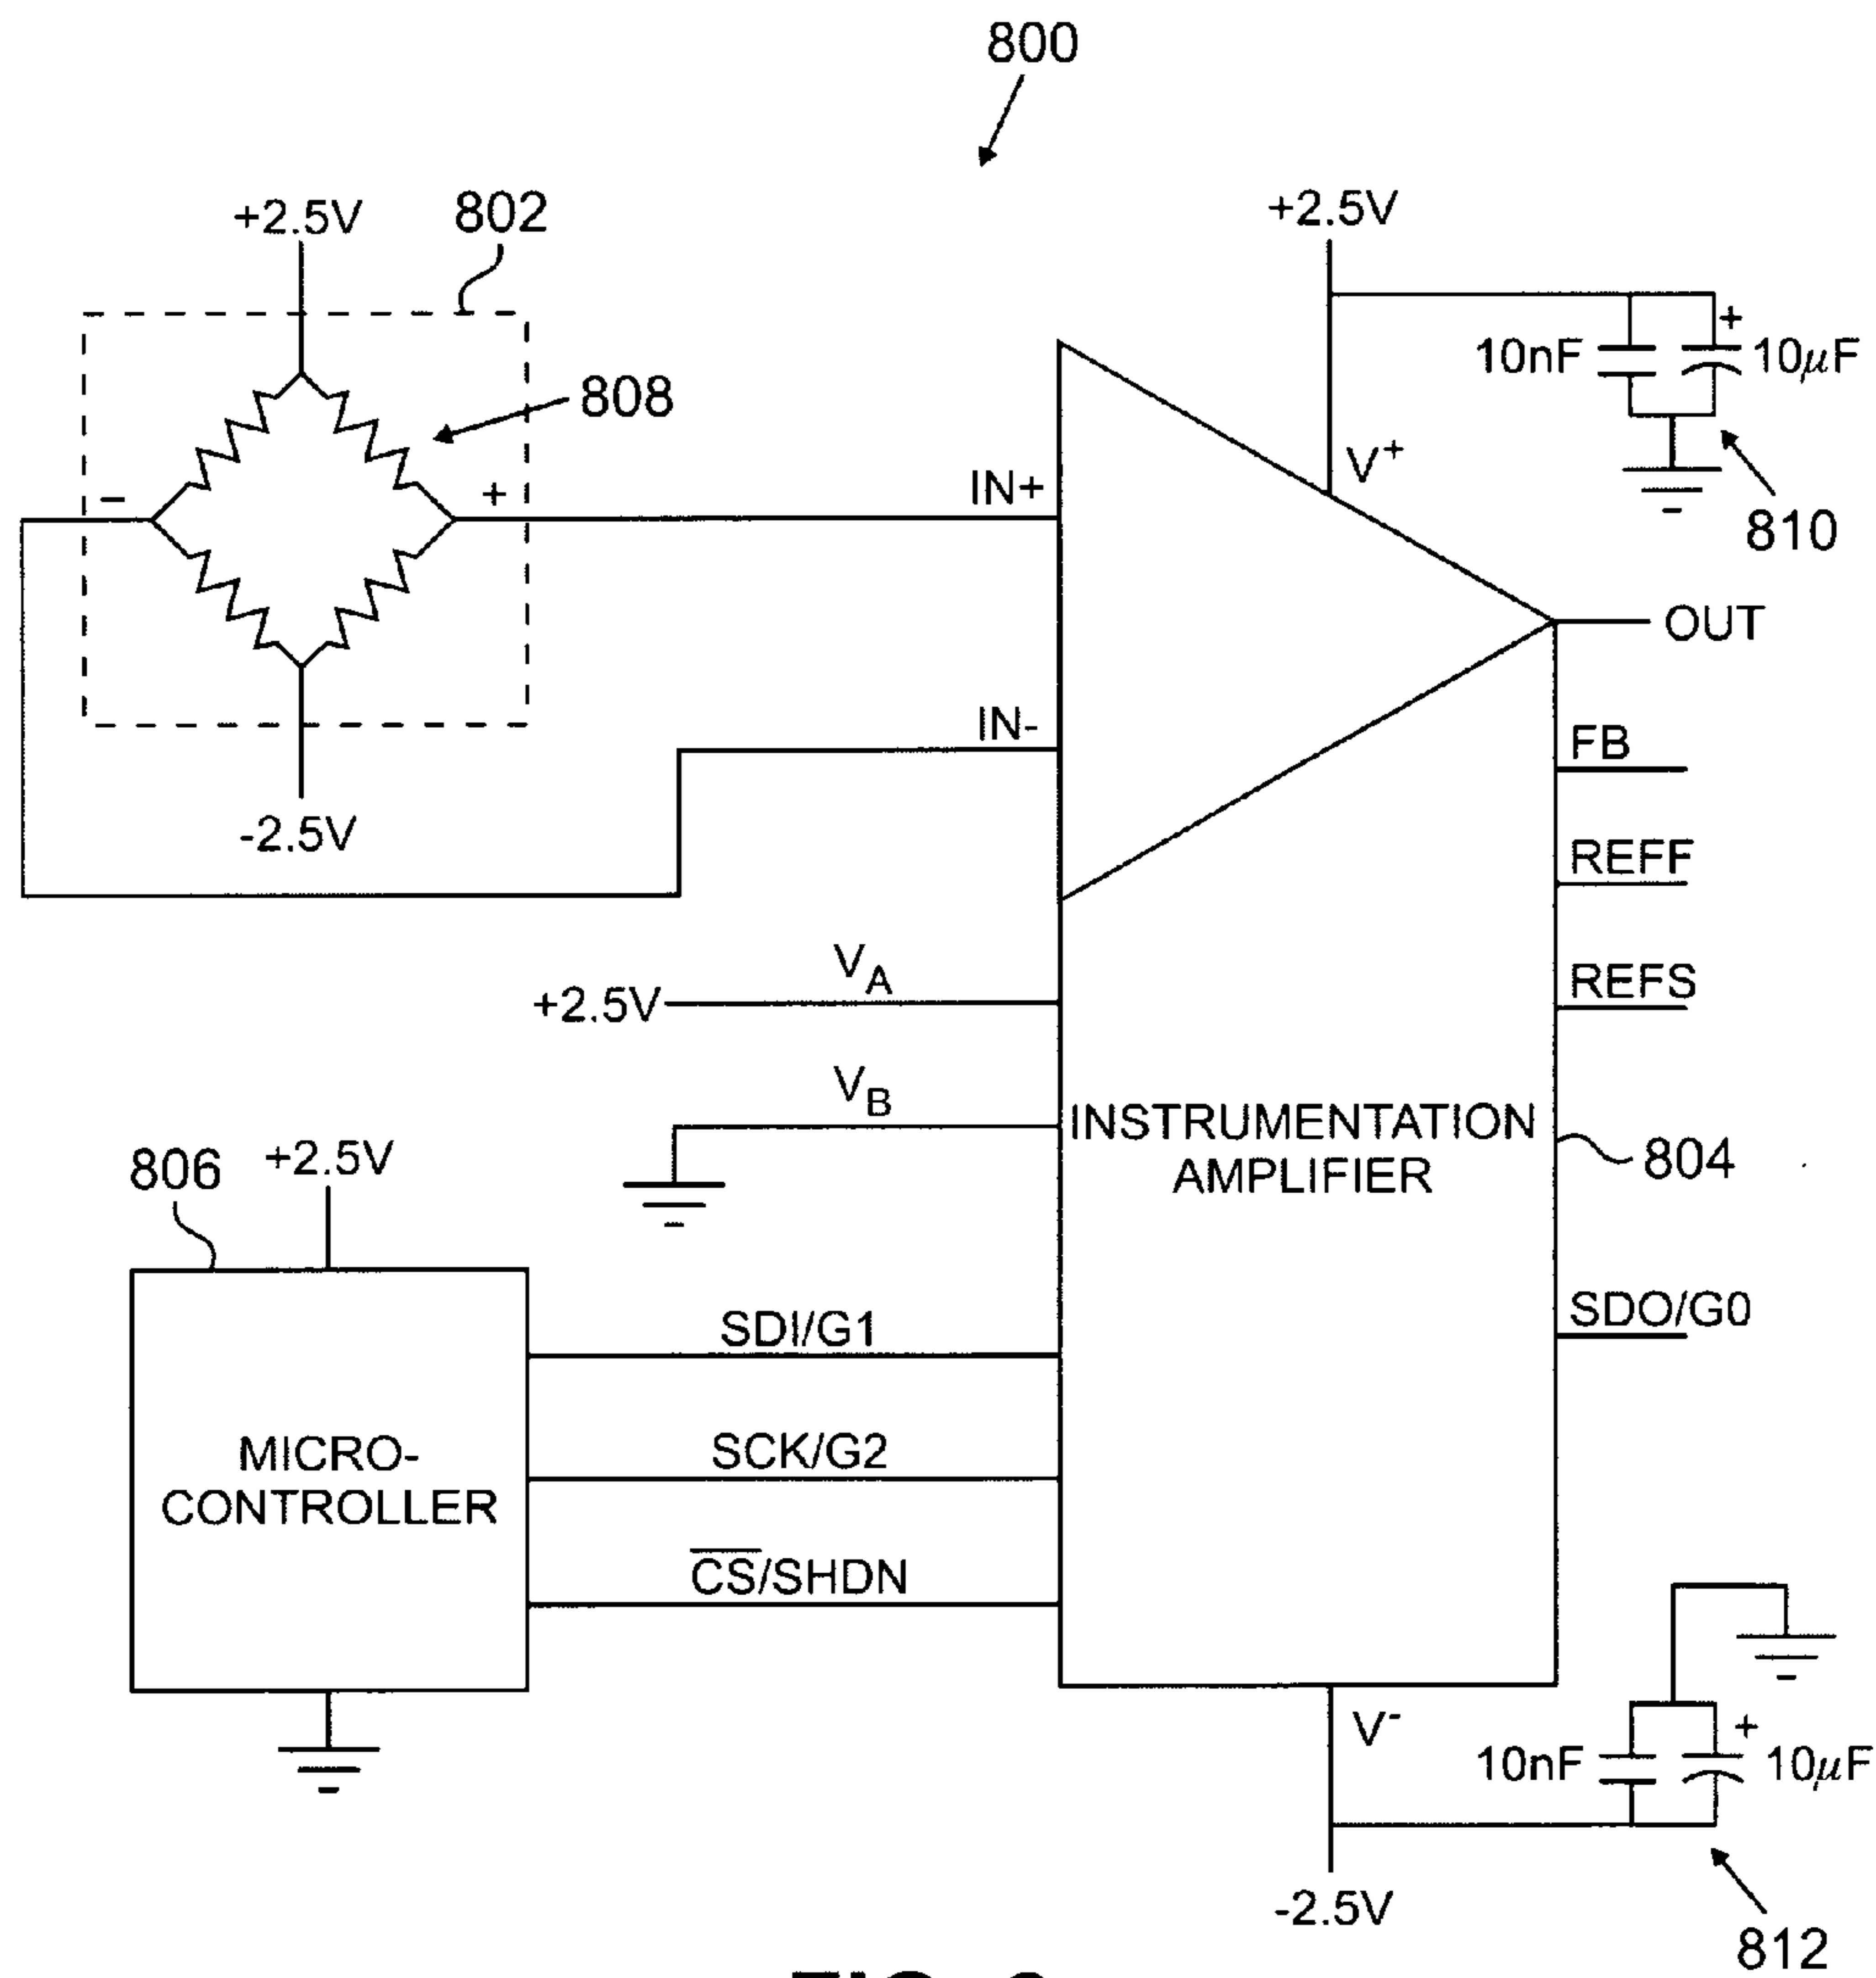 800
+2.5V
802
+2.5V
808
10nF
+
10μF
V+
810
−
+
IN+
OUT
IN-
FB
-2.5V
REFF
VA
+2.5V
REFS
VB
INSTRUMENTATION
AMPLIFIER
804
806
+2.5V
SDI/G1
SDO/G0
SCK/G2
MICRO-
CONTROLLER
C̅S̅/SHDN
V-
+
10nF
10μF
-2.5V
812